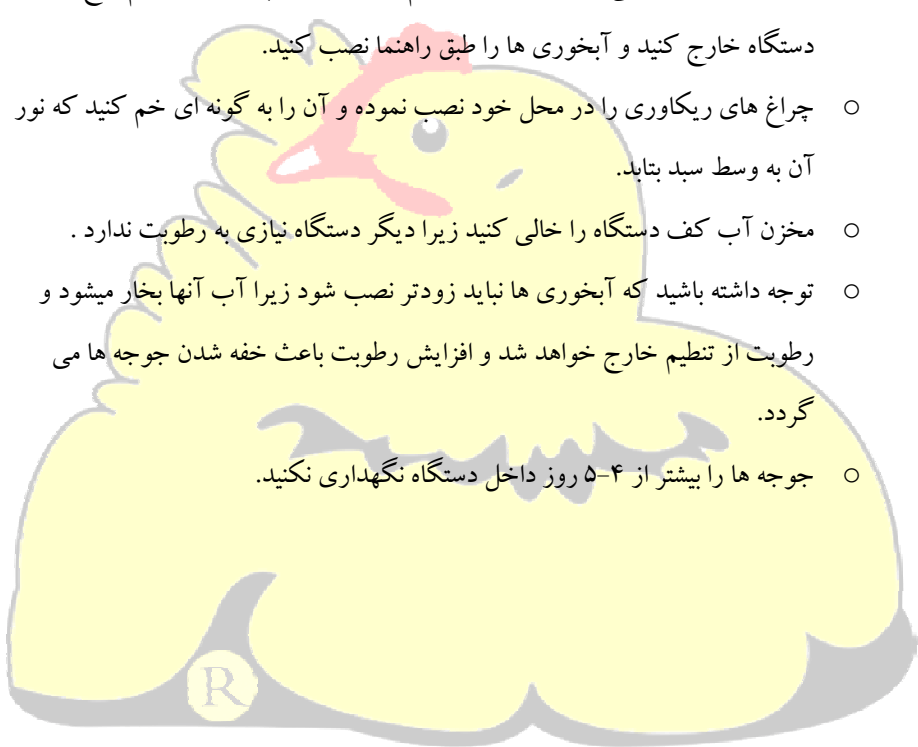 دستگاه خارج کنید و آبخوری ها را طبق راهنما نصب کنید.
○ چراغ های ریکاوری را در محل خود نصب نموده و آن را به گونه ای خم کنید که نور
آن به وسط سبد بتابد.
○ مخزن آب کف دستگاه را خالی کنید زیرا دیگر دستگاه نیازی به رطوبت ندارد .
○ توجه داشته باشید که آبخوری ها نباید زودتر نصب شود زیرا آب آنها بخار میشود و
رطوبت از تنظیم خارج خواهد شد و افزایش رطوبت باعث خفه شدن جوجه ها می
گردد.
○ جوجه ها را بیشتر از ۴-۵ روز داخل دستگاه نگهداری نکنید.
R